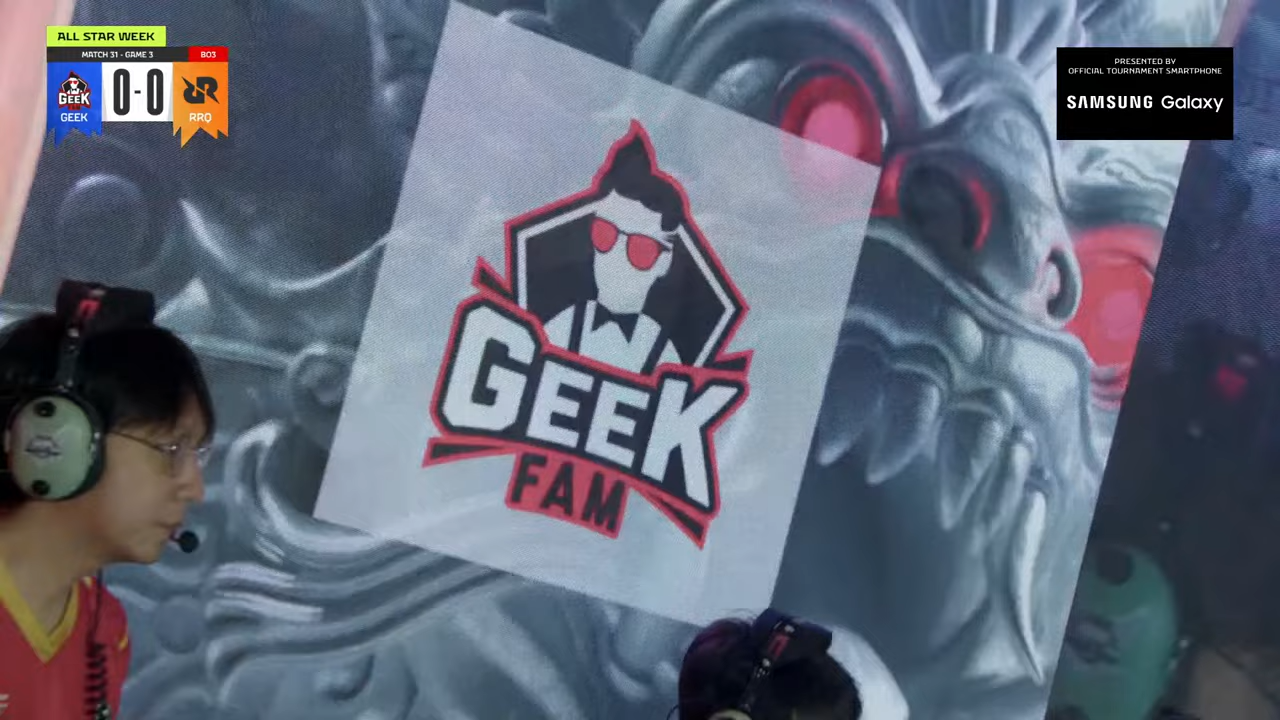 ALL STAR WEEK
MATCH 31 - GAME 3
BO3
GEEK
FAM
0-0
RRQ
GEEK
RRQ
PRESENTED BY
OFFICIAL TOURNAMENT SMARTPHONE
SAMSUNG Galaxy
GEEK
FAM